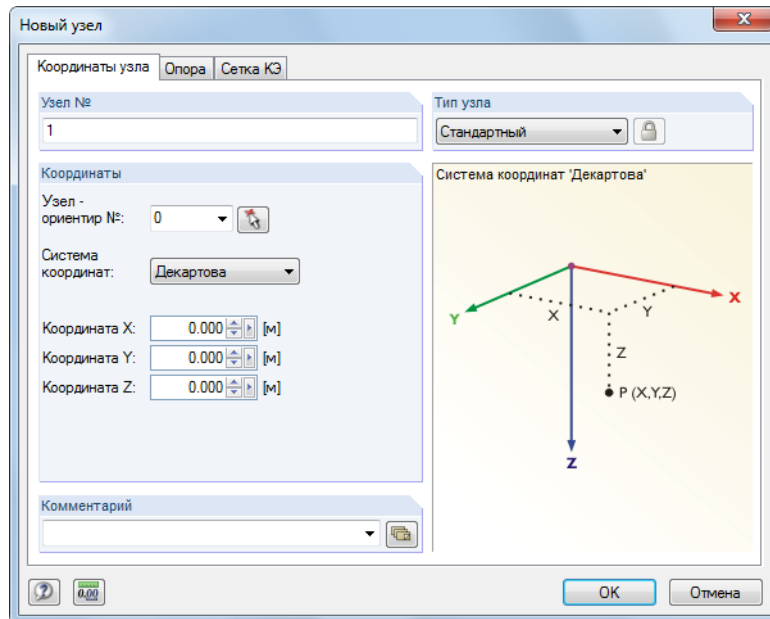 Новый узел
Координаты узла Опора Сетка КЭ
Узел №
1
Тип узла
Стандартный
Координаты
Узел -
ориентир №: 0
Система
координат: Декартова
Координата X: 0.000 [м]
Координата Y: 0.000 [м]
Координата Z: 0.000 [м]
Система координат 'Декартова'
X
Y
X
Y
Z
P (X,Y,Z)
Z
Комментарий
0.00
OK Отмена